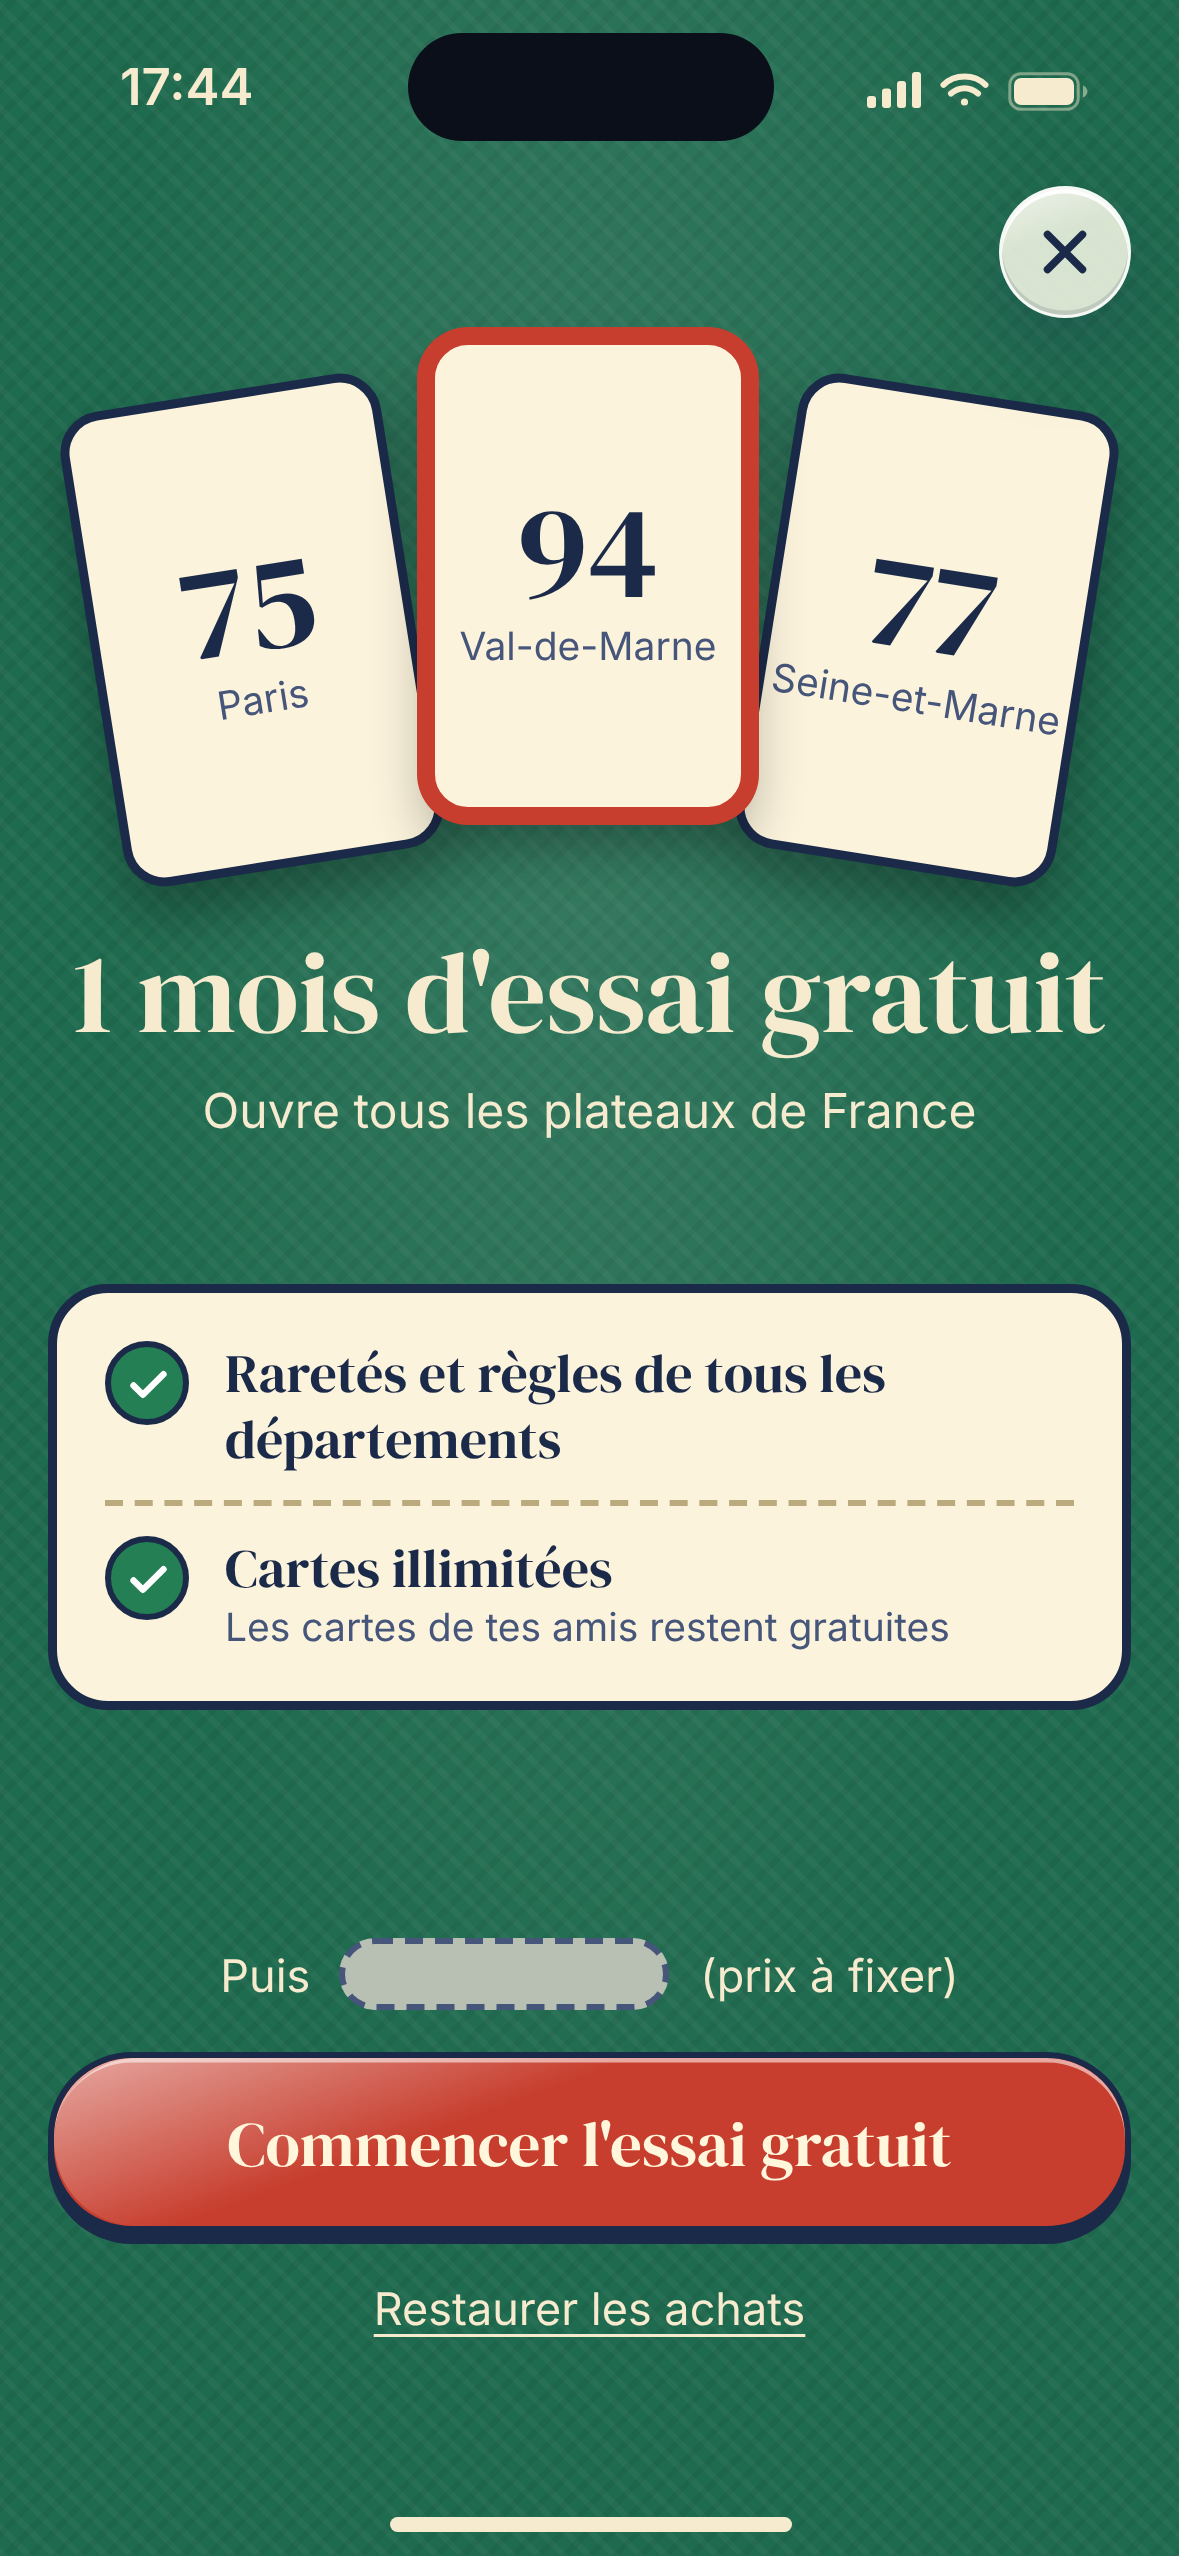 17:44
75
Paris
94
Val-de-Marne
77
Seine-et-Marne
1 mois d'essai gratuit
Ouvre tous les plateaux de France
Raretés et règles de tous les
départements
Cartes illimitées
Les cartes de tes amis restent gratuites
Puis (prix à fixer)
Commencer l'essai gratuit
Restaurer les achats